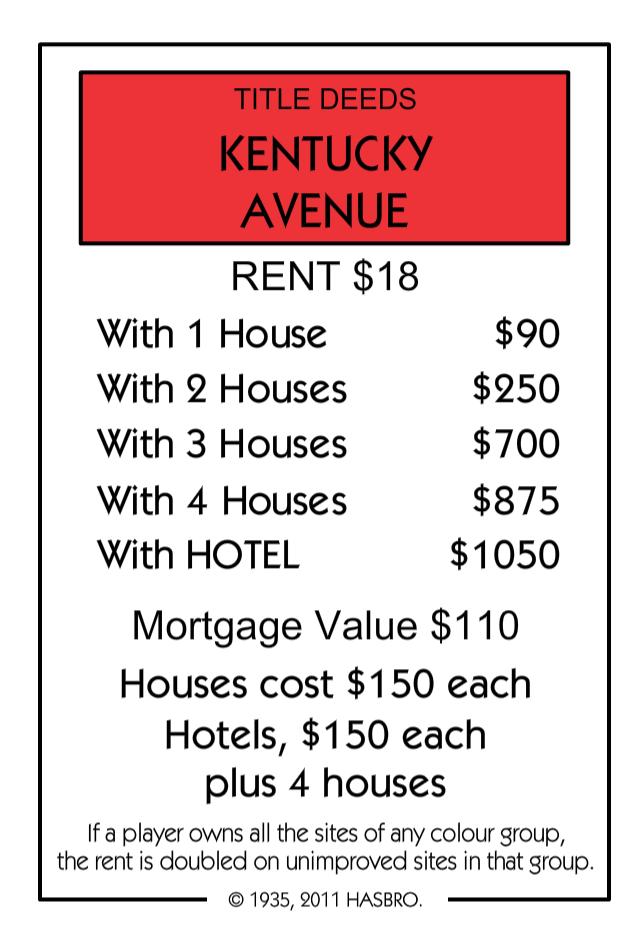 TITLE DEEDS
KENTUCKY
AVENUE
RENT $18
With 1 House $90
With 2 Houses $250
With 3 Houses $700
With 4 Houses $875
With HOTEL $1050
Mortgage Value $110
Houses cost $150 each
Hotels, $150 each
plus 4 houses
If a player owns all the sites of any colour group,
the rent is doubled on unimproved sites in that group.
© 1935, 2011 HASBRO.